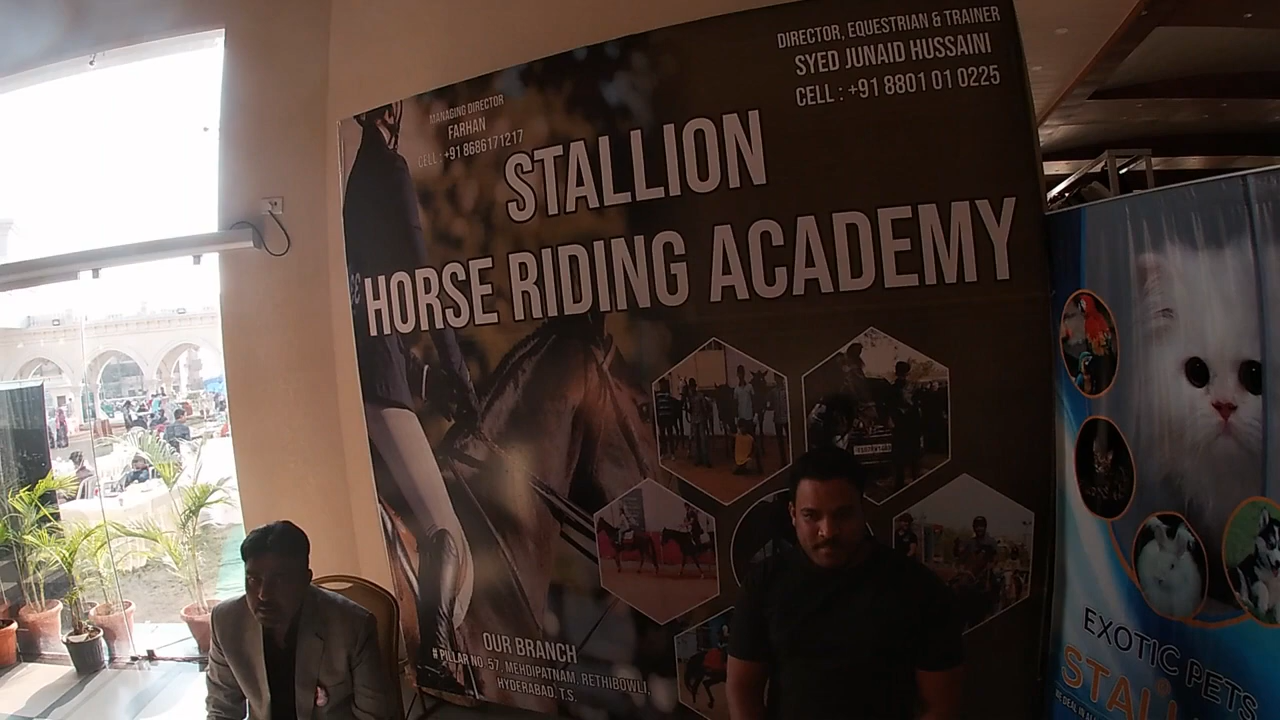 DIRECTOR, EQUESTRIAN & TRAINER
SYED JUNAID HUSSAINI
CELL : +91 8801 01 0225
MANAGING DIRECTOR
FARHAN
CELL : +91 8686171217
STALLION
HORSE RIDING ACADEMY
OUR BRANCH
# PILLAR NO. 57, MEHDIPATNAM, RETHIBOWLI,
HYDERABAD, T.S.
EXOTIC PETS
STALL